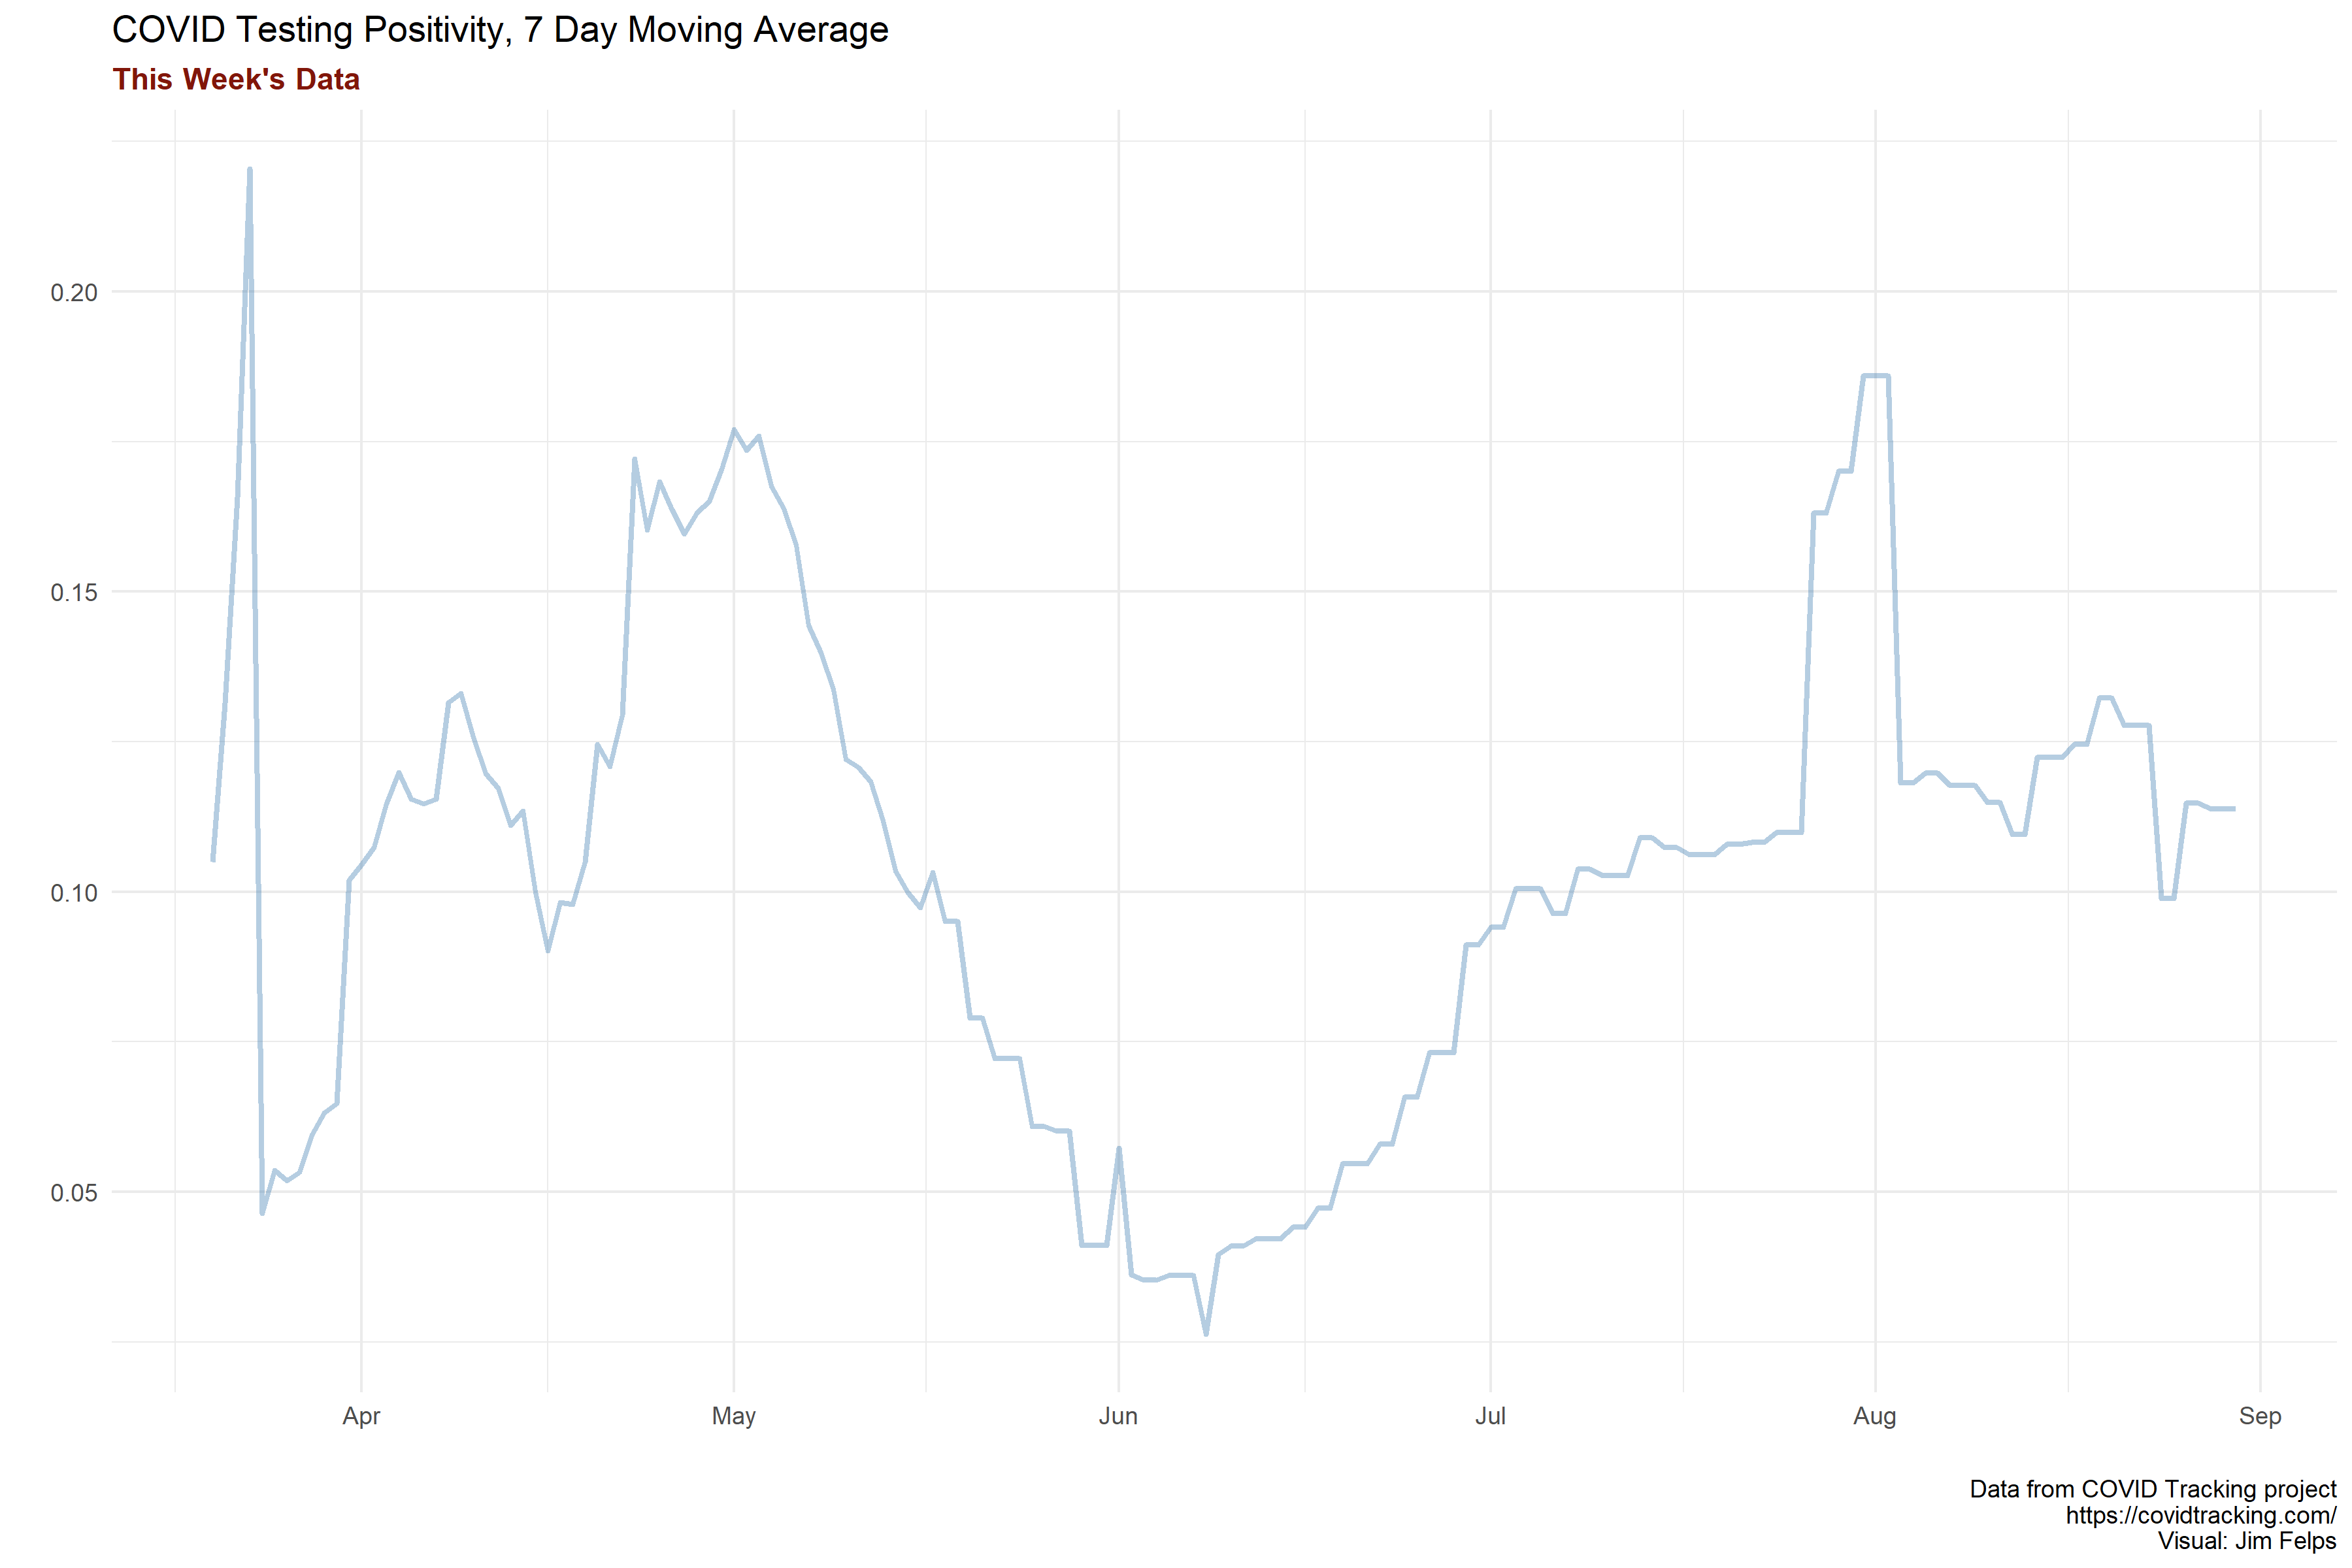 COVID Testing Positivity, 7 Day Moving Average
This Week's Data
0.20
0.15
0.10
0.05
Apr May Jun Jul Aug Sep
Data from COVID Tracking project
https://covidtracking.com/
Visual: Jim Felps